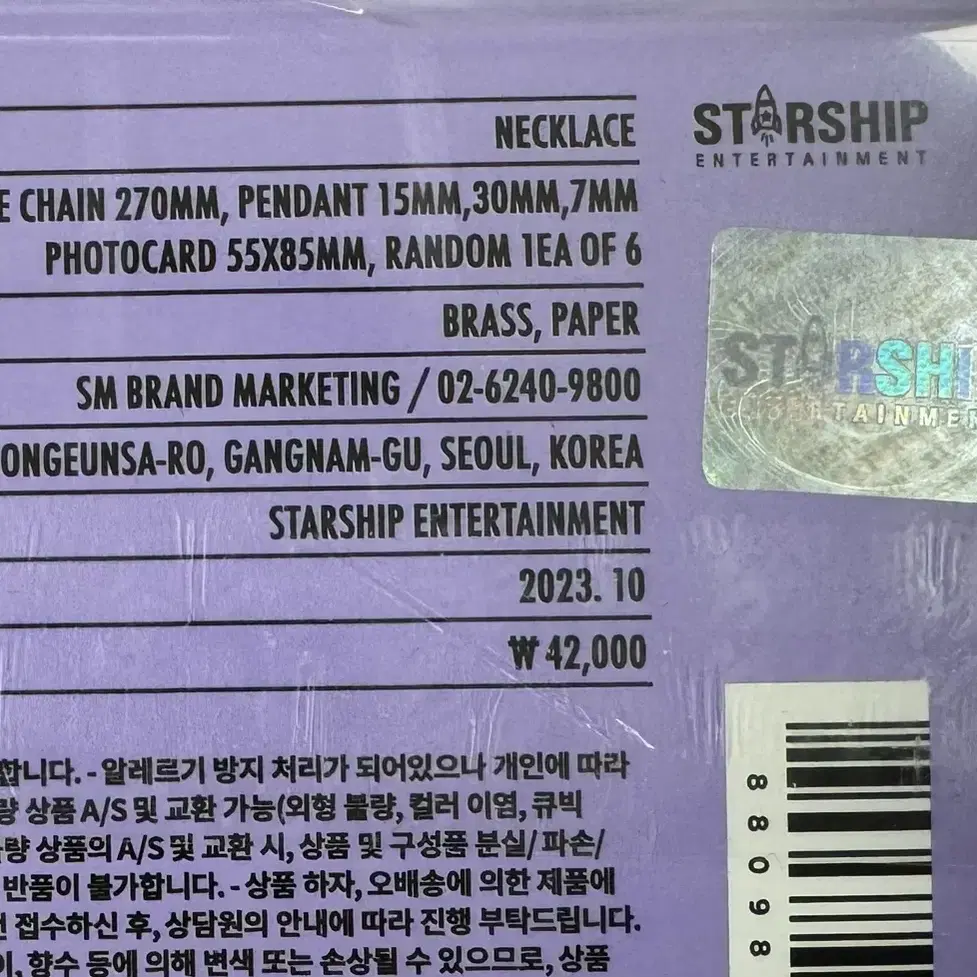 NECKLACE
E CHAIN 270MM, PENDANT 15MM,30MM,7MM
PHOTOCARD 55X85MM, RANDOM 1EA OF 6
BRASS, PAPER
SM BRAND MARKETING / 02-6240-9800
ONGEUNSA-RO, GANGNAM-GU, SEOUL, KOREA
STARSHIP ENTERTAINMENT
2023. 10
₩ 42,000
STARSHIP
ENTERTAINMENT
STARSHI
TAINME
합니다. - 알레르기 방지 처리가 되어있으나 개인에 따라
량 상품 A/S 및 교환 가능(외형 불량, 컬러 이염, 큐빅
량 상품의 A/S 및 교환 시, 상품 및 구성품 분실/ 파손/
반품이 불가합니다. - 상품 하자, 오배송에 의한 제품에
접수하신 후, 상담원의 안내에 따라 진행 부탁드립니다.
향수 등에 의해 변색 또는 손상될 수 있으므로, 상품
88098